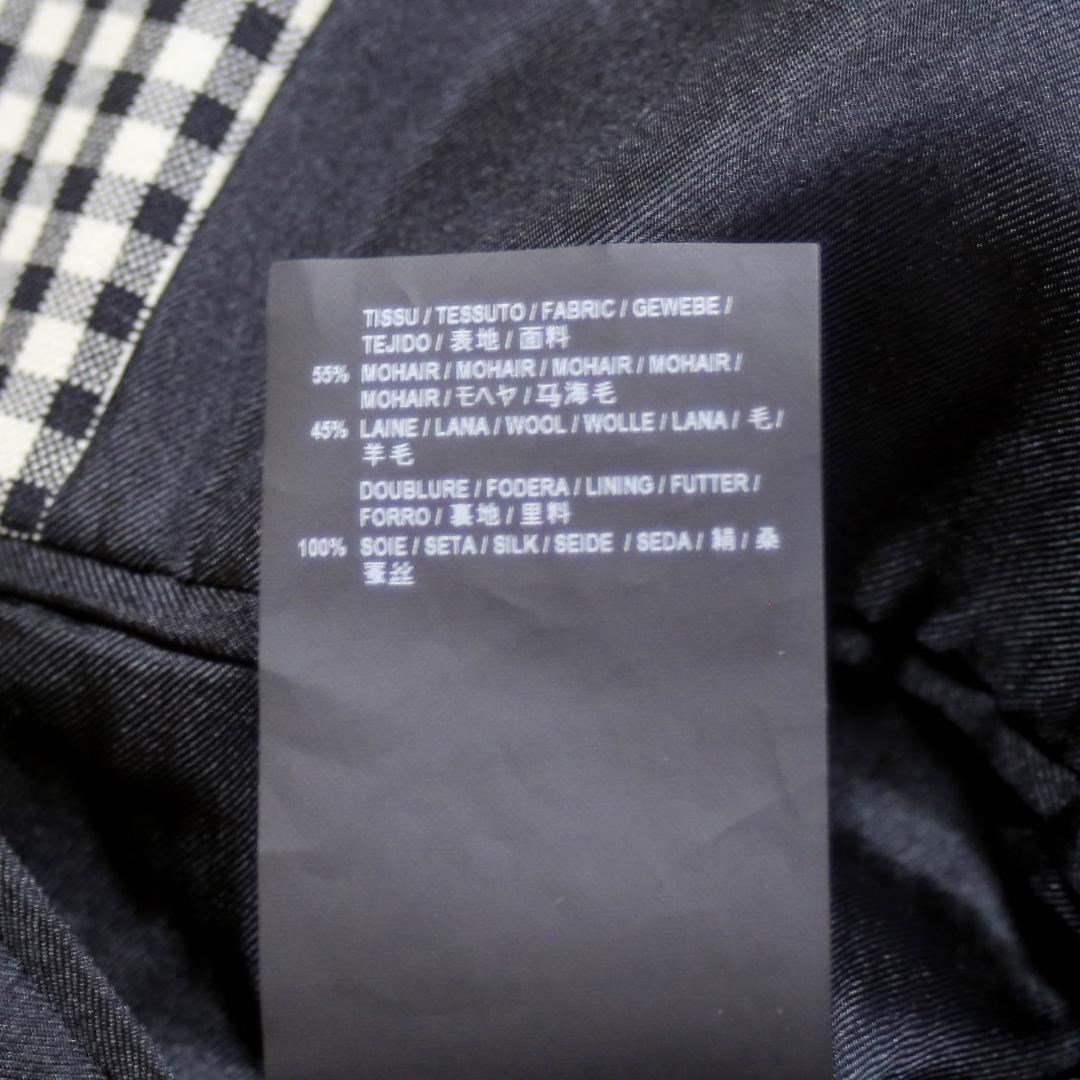 TISSU / TESSUTO / FABRIC / GEWEBE /
TEJIDO / 表地 / 面料
55% MOHAIR / MOHAIR / MOHAIR / MOHAIR /
MOHAIR / モヘヤ / 马海毛
45% LAINE / LANA / WOOL / WOLLE / LANA / 毛 /
羊毛
DOUBLURE / FODERA / LINING / FUTTER /
FORRO / 裏地 / 里料
100% SOIE / SETA / SILK / SEIDE / SEDA / 絹 / 桑
蚕丝